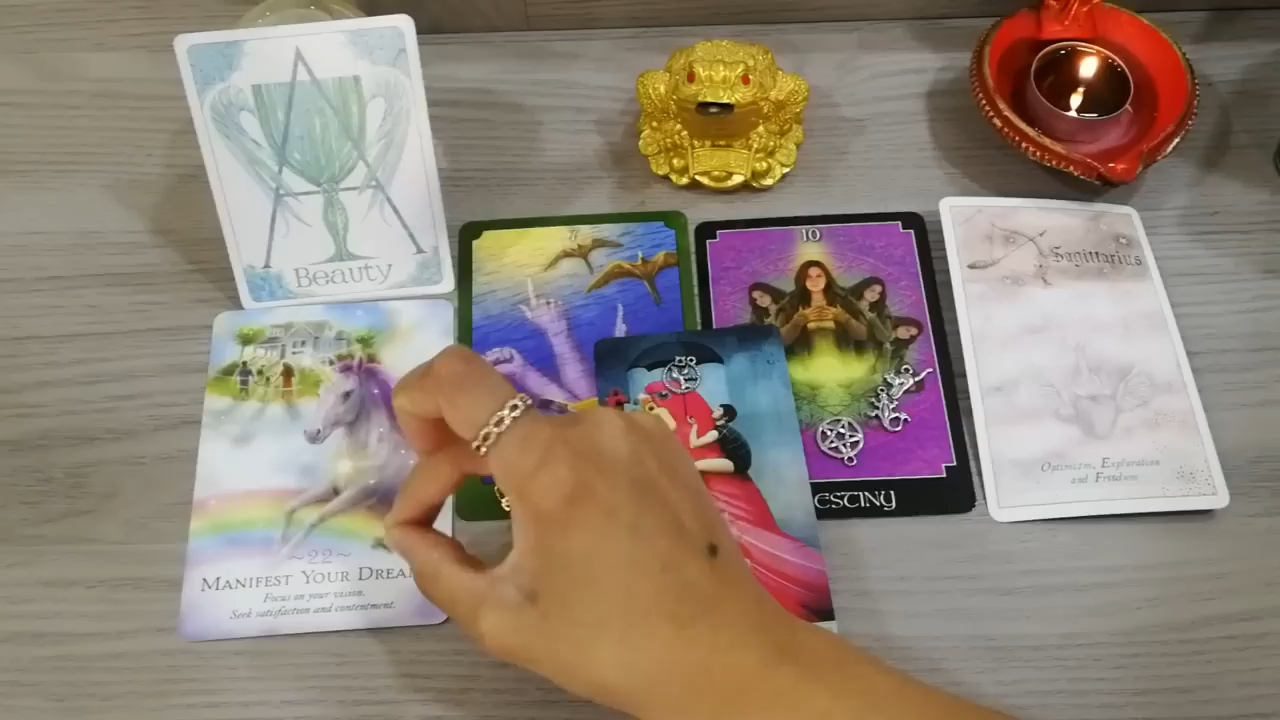 Beauty
10
Sagittarius
Optimism, Exploration
and Freedom
ESTINY
~22~
MANIFEST YOUR DREA
Focus on your vision.
Seek satisfaction and contentment.